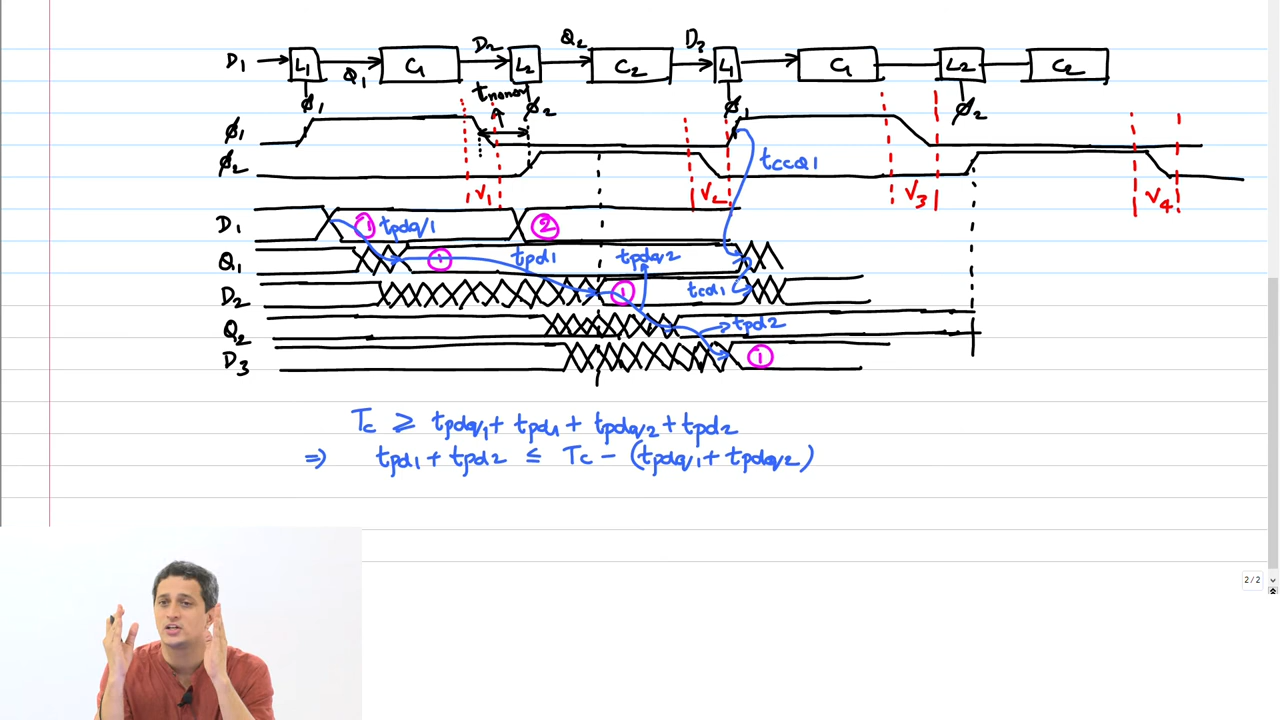 D₁ L₁ Q₁ C₁ D₂ L₂ Q₂ C₂ D₃ L₁ C₁ L₂ C₂
ϕ₁ tnonov ϕ₂ ϕ₁ ϕ₂
ϕ₁
ϕ₂ tccq1
V₁ V₂ V₃ V₄
D₁ ① tpdq1 ②
Q₁ ① tpd1 tpdq2
D₂ ① tcd1
Q₂ tpd2
D₃ ①
Tc ≥ tpdq1 + tpd1 + tpdq2 + tpd2
⇒ tpd1 + tpd2 ≤ Tc − (tpdq1 + tpdq2)
2/2